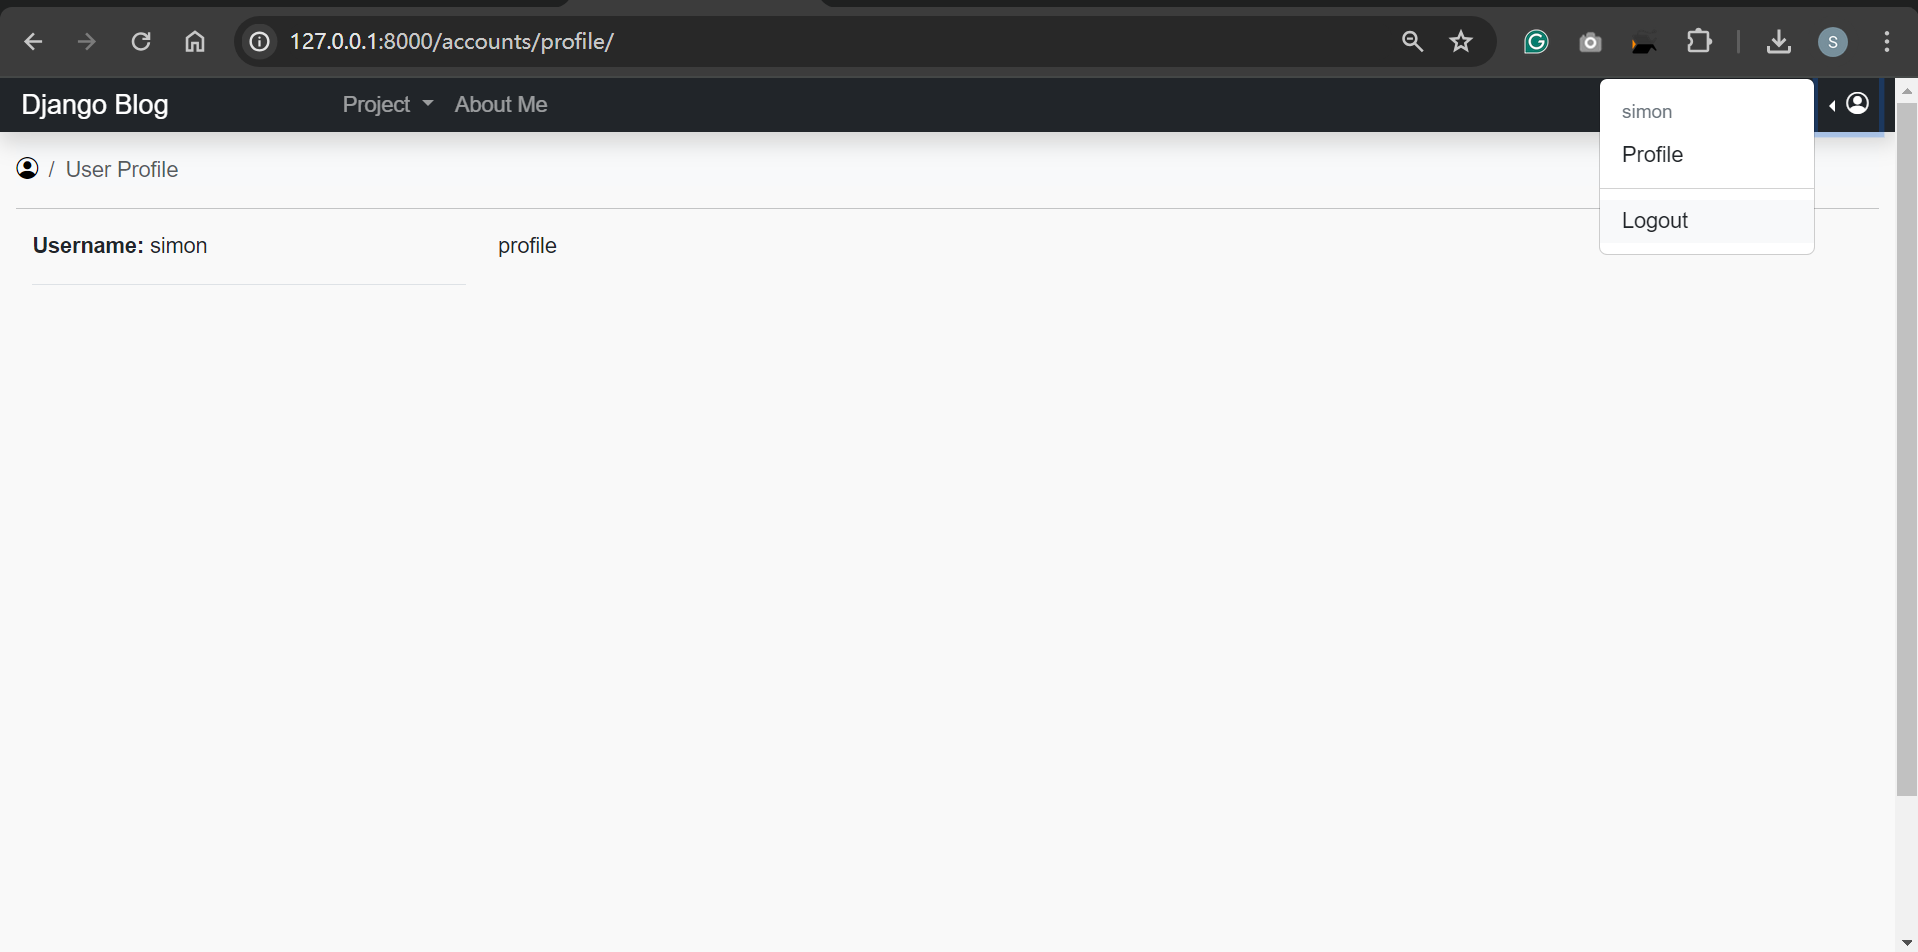 127.0.0.1:8000/accounts/profile/
S
Django Blog
Project
About Me
simon
Profile
Logout
/ User Profile
Username: simon
profile